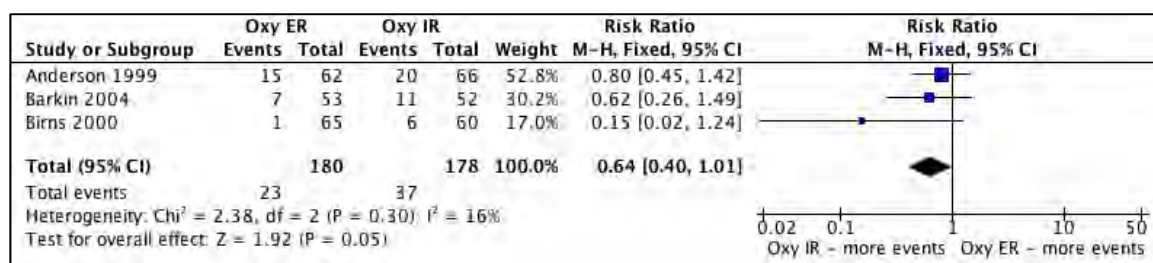 Oxy ER Oxy IR Risk Ratio Risk Ratio
Study or Subgroup Events Total Events Total Weight M-H, Fixed, 95% CI M-H, Fixed, 95% CI
Anderson 1999 15 62 20 66 52.8% 0.80 [0.45, 1.42]
Barkin 2004 7 53 11 52 30.2% 0.62 [0.26, 1.49]
Birns 2000 1 65 6 60 17.0% 0.15 [0.02, 1.24]
Total (95% CI) 180 178 100.0% 0.64 [0.40, 1.01]
Total events 23 37
Heterogeneity: Chi² = 2.38, df = 2 (P = 0.30) I² = 16%
Test for overall effect: Z = 1.92 (P = 0.05)
0.02 0.1 1 10 50
Oxy IR - more events Oxy ER - more events